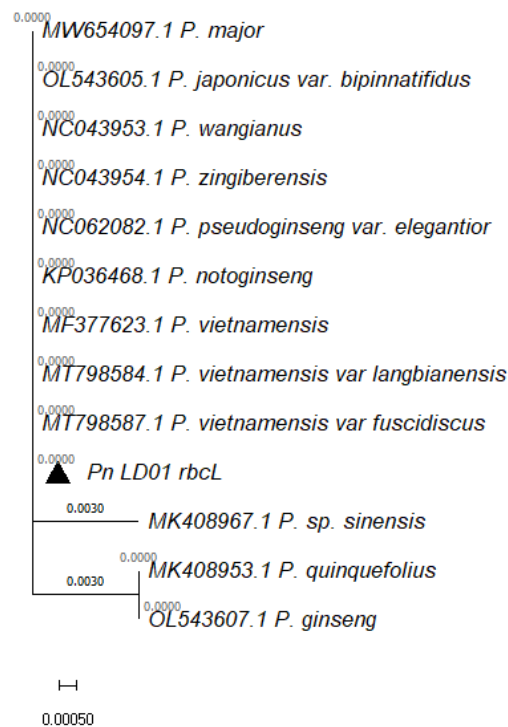 0.0000
MW654097.1 P. major
0.0000
OL543605.1 P. japonicus var. bipinnatifidus
0.0000
NC043953.1 P. wangianus
0.0000
NC043954.1 P. zingiberensis
0.0000
NC062082.1 P. pseudoginseng var. elegantior
0.0000
KP036468.1 P. notoginseng
0.0000
MF377623.1 P. vietnamensis
0.0000
MT798584.1 P. vietnamensis var langbianensis
0.0000
MT798587.1 P. vietnamensis var fuscidiscus
0.0000
Pn LD01 rbcL
0.0030
MK408967.1 P. sp. sinensis
0.0000
MK408953.1 P. quinquefolius
0.0030
0.0000
OL543607.1 P. ginseng
0.00050